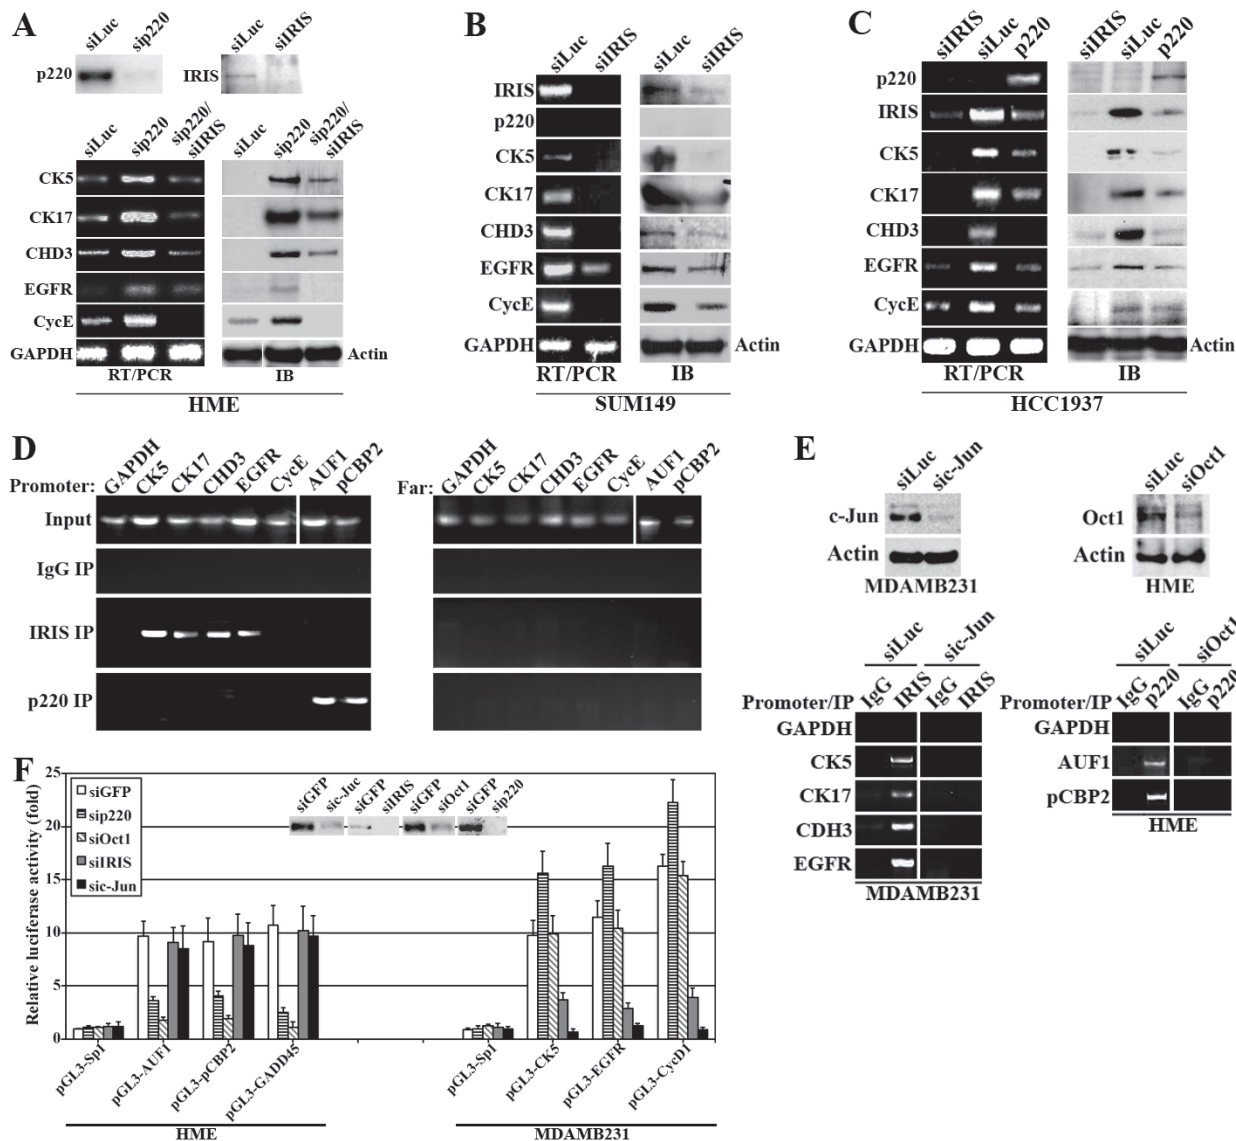 A
siLuc sip220
p220
siLuc siIRIS
IRIS
siLuc sip220 sip220/ siIRIS
siLuc sip220 sip220/ siIRIS
CK5
CK17
CHD3
EGFR
CycE
GAPDH
Actin
RT/PCR IB
HME
B
siLuc siIRIS
siLuc siIRIS
IRIS
p220
CK5
CK17
CHD3
EGFR
CycE
GAPDH
Actin
RT/PCR IB
SUM149
C
siIRIS siLuc p220
siIRIS siLuc p220
p220
IRIS
CK5
CK17
CHD3
EGFR
CycE
GAPDH
Actin
RT/PCR IB
HCC1937
D
Promoter: GAPDH CK5 CK17 CHD3 EGFR CycE AUF1 pCBP2
Far: GAPDH CK5 CK17 CHD3 EGFR CycE AUF1 pCBP2
Input
IgG IP
IRIS IP
p220 IP
E
siLuc sic-Jun
c-Jun
Actin
MDAMB231
siLuc siOct1
Oct1
Actin
HME
siLuc sic-Jun
Promoter/IP IgG IRIS IgG IRIS
GAPDH
CK5
CK17
CDH3
EGFR
MDAMB231
siLuc siOct1
Promoter/IP IgG p220 IgG p220
GAPDH
AUF1
pCBP2
HME
F
Relative luciferase activity (fold)
25
20
15
10
5
0
siGFP
sip220
siOct1
siIRIS
sic-Jun
siGFP sic-Juc siGFP siIRIS siGFP siOct1 siGFP sip220
pGL3-Sp1 pGL3-AUF1 pGL3-pCBP2 pGL3-GADD45
pGL3-Sp1 pGL3-CK5 pGL3-EGFR pGL3-CycD1
HME
MDAMB231